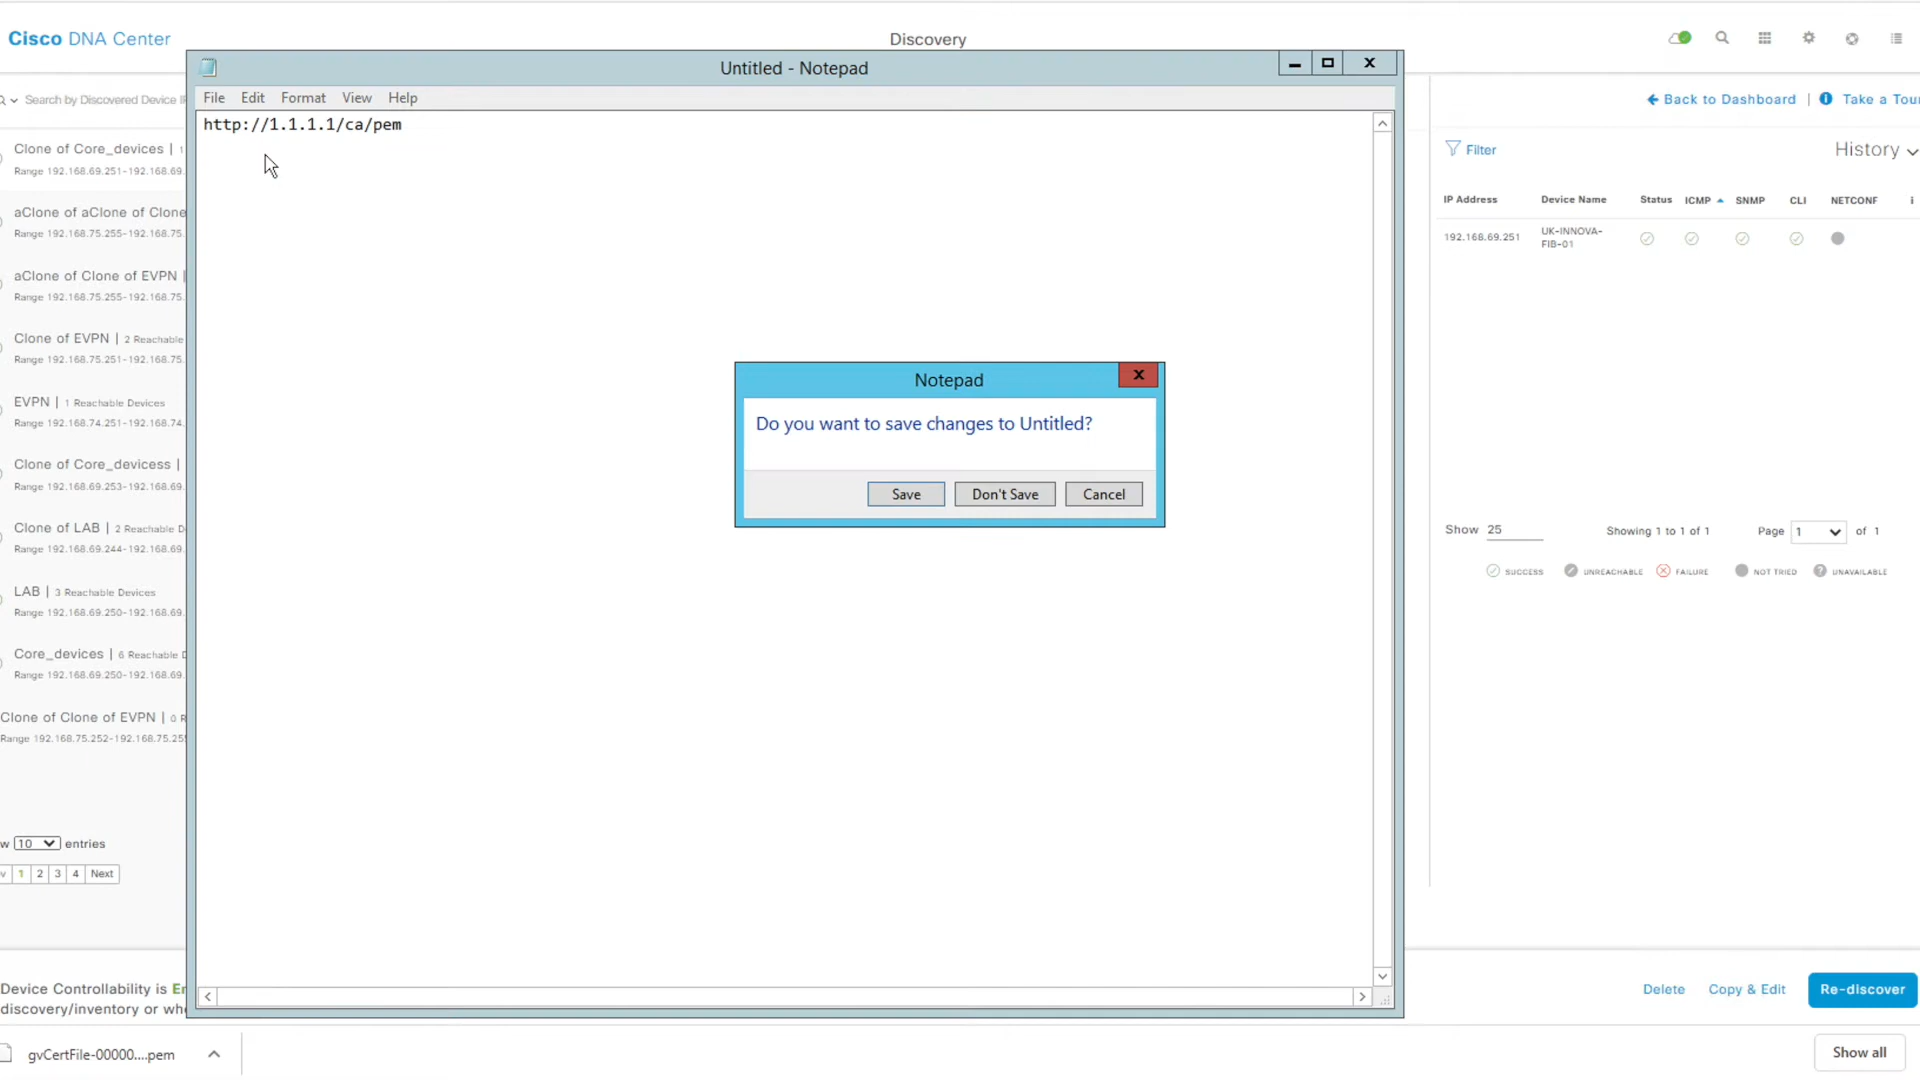 Cisco DNA Center
Discovery
Untitled - Notepad
File Edit Format View Help
http://1.1.1.1/ca/pem
Search by Discovered Device
Clone of Core_devices | 1
Range 192.168.69.251-192.168.69.
aClone of aClone of Clone
Range 192.168.75.255-192.168.75.
aClone of Clone of EVPN |
Range 192.168.75.255-192.168.75.
Clone of EVPN | 2 Reachable
Range 192.168.75.251-192.168.75.
EVPN | 1 Reachable Devices
Range 192.168.74.251-192.168.74.
Clone of Core_devicess |
Range 192.168.69.253-192.168.69.
Clone of LAB | 2 Reachable D
Range 192.168.69.244-192.168.69.
LAB | 3 Reachable Devices
Range 192.168.69.250-192.168.69.
Core_devices | 6 Reachable D
Range 192.168.69.250-192.168.69.
Clone of Clone of EVPN | 0 R
Range 192.168.75.252-192.168.75.255
w 10 entries
v 1 2 3 4 Next
Device Controllability is En
discovery/inventory or whe
Notepad
Do you want to save changes to Untitled?
Save Don't Save Cancel
Back to Dashboard | Take a Tour
Filter History
IP Address Device Name Status ICMP SNMP CLI NETCONF
192.168.69.251 UK-INNOVA-
FIB-01
Show 25 Showing 1 to 1 of 1 Page 1 of 1
SUCCESS UNREACHABLE FAILURE NOT TRIED UNAVAILABLE
Delete Copy & Edit Re-discover
gvCertFile-00000....pem
Show all